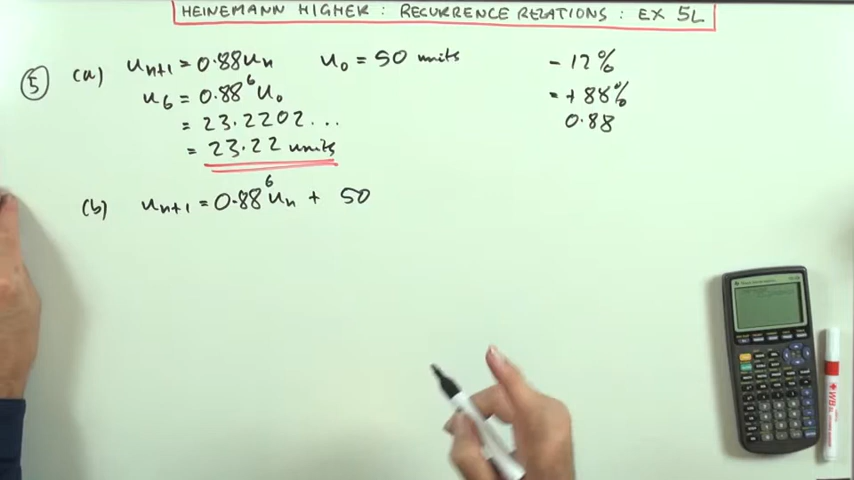 HEINEMANN HIGHER : RECURRENCE RELATIONS : EX 5L
5 (a) uₙ₊₁ = 0.88uₙ u₀ = 50 units
u₆ = 0.88⁶u₀
= 23.2202...
= 23.22 units
(b) uₙ₊₁ = 0.88⁶uₙ + 50
- 12%
= + 88%
0.88